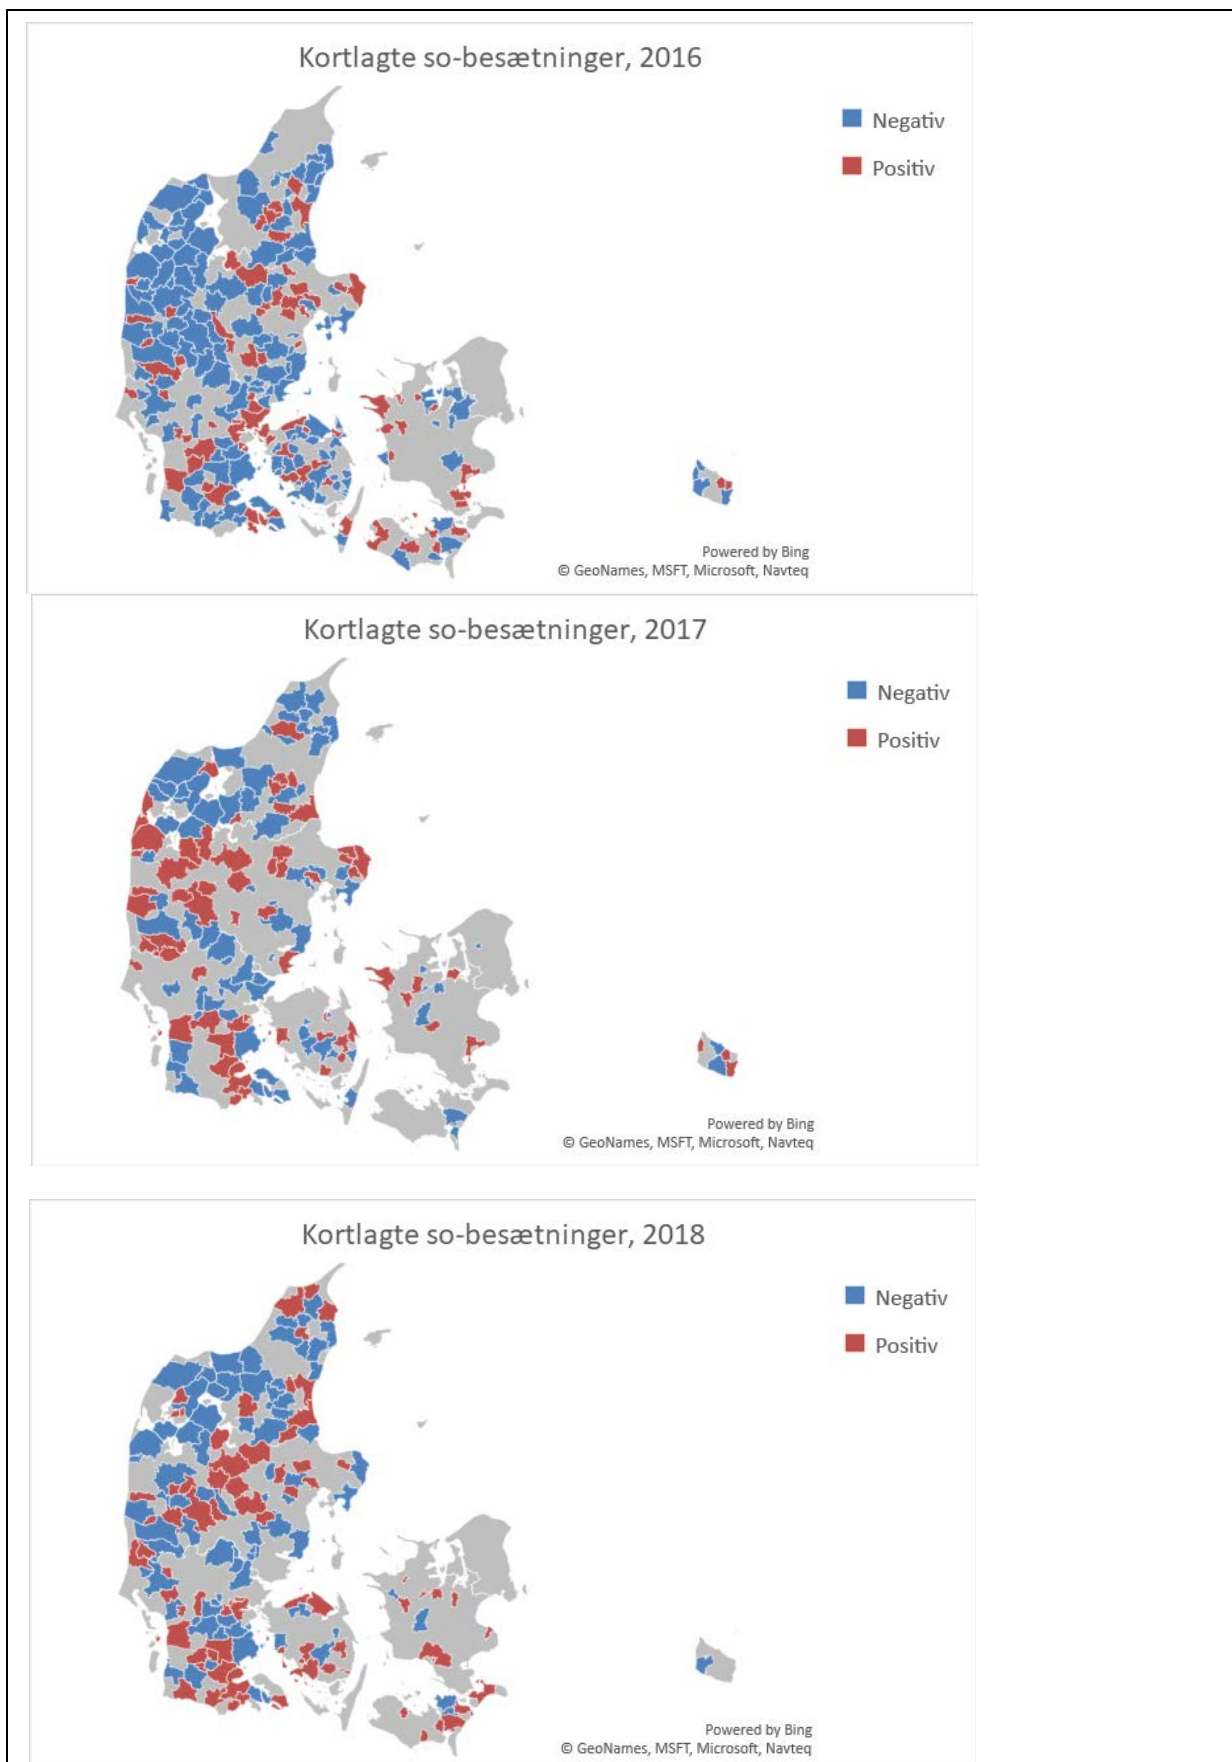 Kortlagte so-besætninger, 2016
Negativ
Positiv
Powered by Bing
© GeoNames, MSFT, Microsoft, Navteq
Kortlagte so-besætninger, 2017
Negativ
Positiv
Powered by Bing
© GeoNames, MSFT, Microsoft, Navteq
Kortlagte so-besætninger, 2018
Negativ
Positiv
Powered by Bing
© GeoNames, MSFT, Microsoft, Navteq